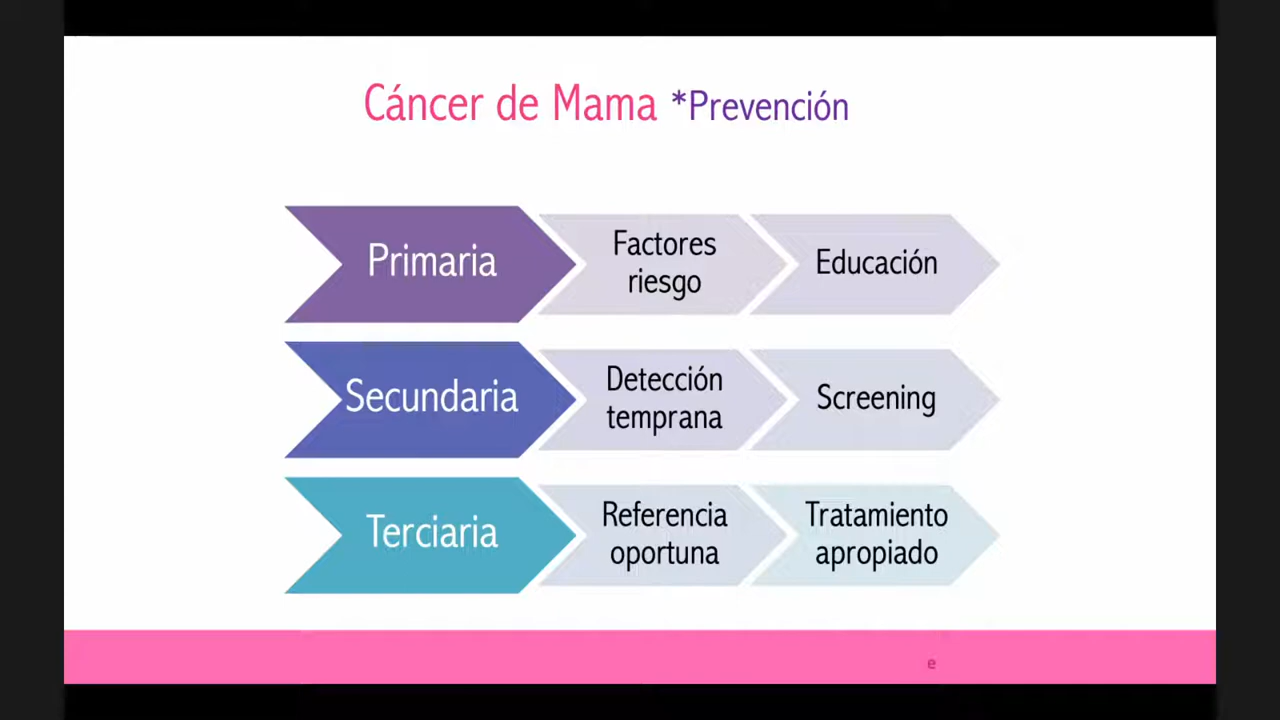 Cáncer de Mama *Prevención
Primaria
Factores
riesgo
Educación
Secundaria
Detección
temprana
Screening
Terciaria
Referencia
oportuna
Tratamiento
apropiado
e